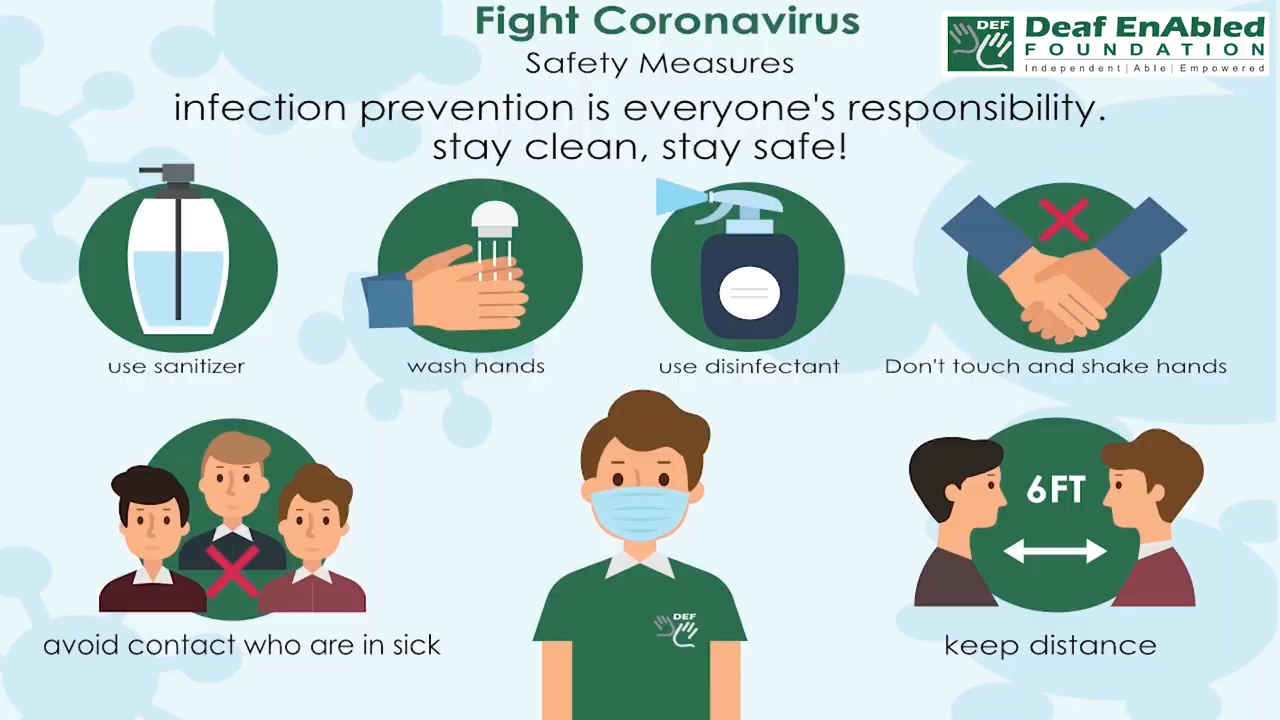 Fight Coronavirus
Safety Measures
DEF
Deaf EnAbled
FOUNDATION
Independent | Able | Empowered
infection prevention is everyone's responsibility.
stay clean, stay safe!
use sanitizer
wash hands
use disinfectant
Don't touch and shake hands
6FT
DEF
avoid contact who are in sick
keep distance